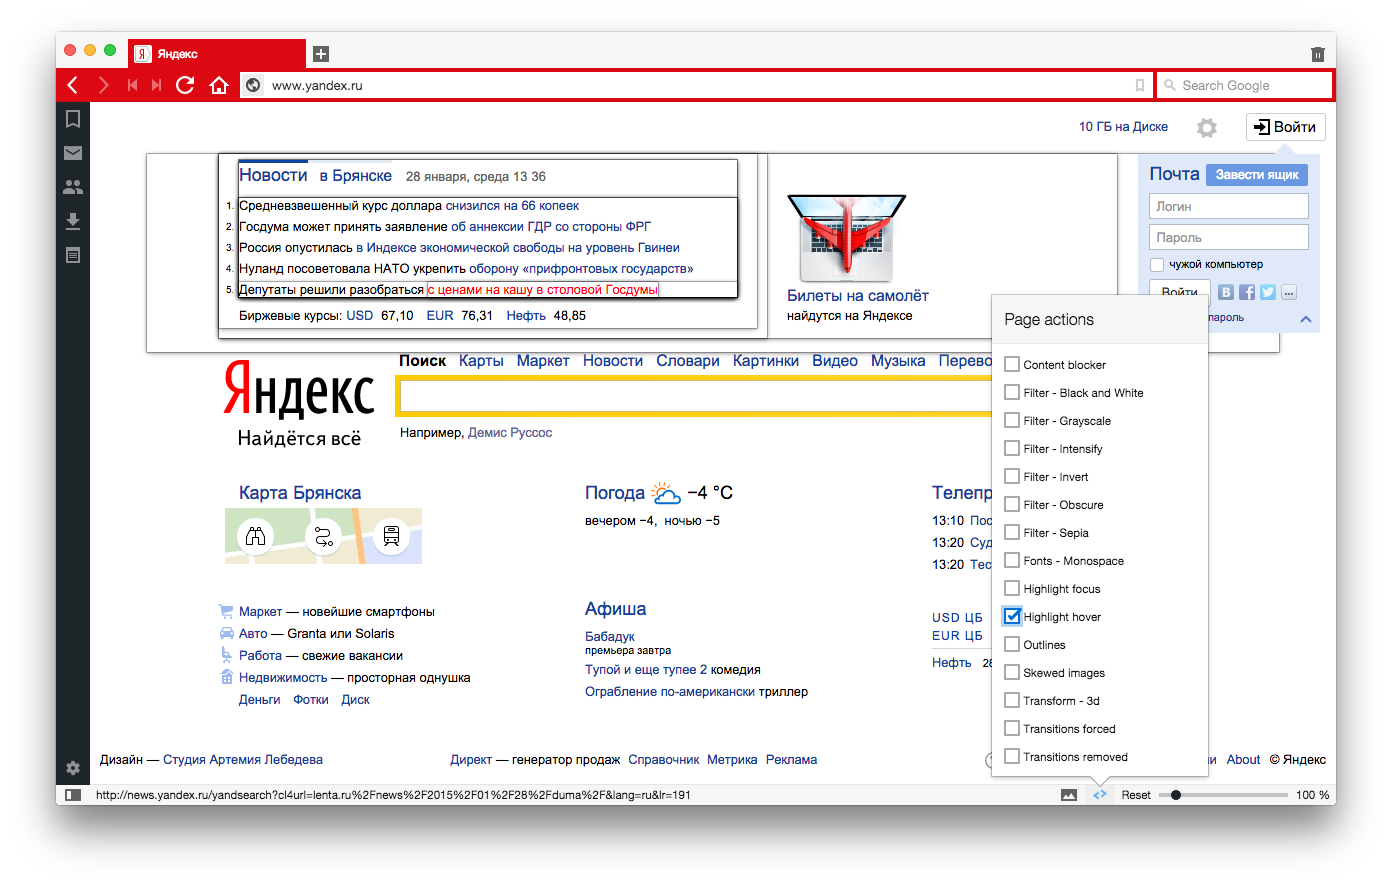 Яндекс
www.yandex.ru
Search Google
10 ГБ на Диске
Войти
Новости в Брянске 28 января, среда 13 36
1. Средневзвешенный курс доллара снизился на 66 копеек
2. Госдума может принять заявление об аннексии ГДР со стороны ФРГ
3. Россия опустилась в Индексе экономической свободы на уровень Гвинеи
4. Нуланд посоветовала НАТО укрепить оборону «прифронтовых государств»
5. Депутаты решили разобраться с ценами на кашу в столовой Госдумы
Биржевые курсы: USD 67,10 EUR 76,31 Нефть 48,85
Билеты на самолёт
найдутся на Яндексе
Почта Завести ящик
Логин
Пароль
чужой компьютер
Войти
пароль
Поиск Карты Маркет Новости Словари Картинки Видео Музыка Перево
Яндекс
Найдётся всё
Например, Демис Руссос
Карта Брянска
Погода −4 °C
вечером −4, ночью −5
Телепр
13:10 Пос
13:20 Суд
13:20 Тес
Маркет — новейшие смартфоны
Авто — Granta или Solaris
Работа — свежие вакансии
Недвижимость — просторная однушка
Деньги Фотки Диск
Афиша
Бабадук
премьера завтра
Тупой и еще тупее 2 комедия
Ограбление по-американски триллер
USD ЦБ
EUR ЦБ
Нефть 28
Page actions
Content blocker
Filter - Black and White
Filter - Grayscale
Filter - Intensify
Filter - Invert
Filter - Obscure
Filter - Sepia
Fonts - Monospace
Highlight focus
Highlight hover
Outlines
Skewed images
Transform - 3d
Transitions forced
Transitions removed
Дизайн — Студия Артемия Лебедева
Директ — генератор продаж Справочник Метрика Реклама
ии About © Яндекс
http://news.yandex.ru/yandsearch?cl4url=lenta.ru%2Fnews%2F2015%2F01%2F28%2Fduma%2F&lang=ru&lr=191
Reset 100 %